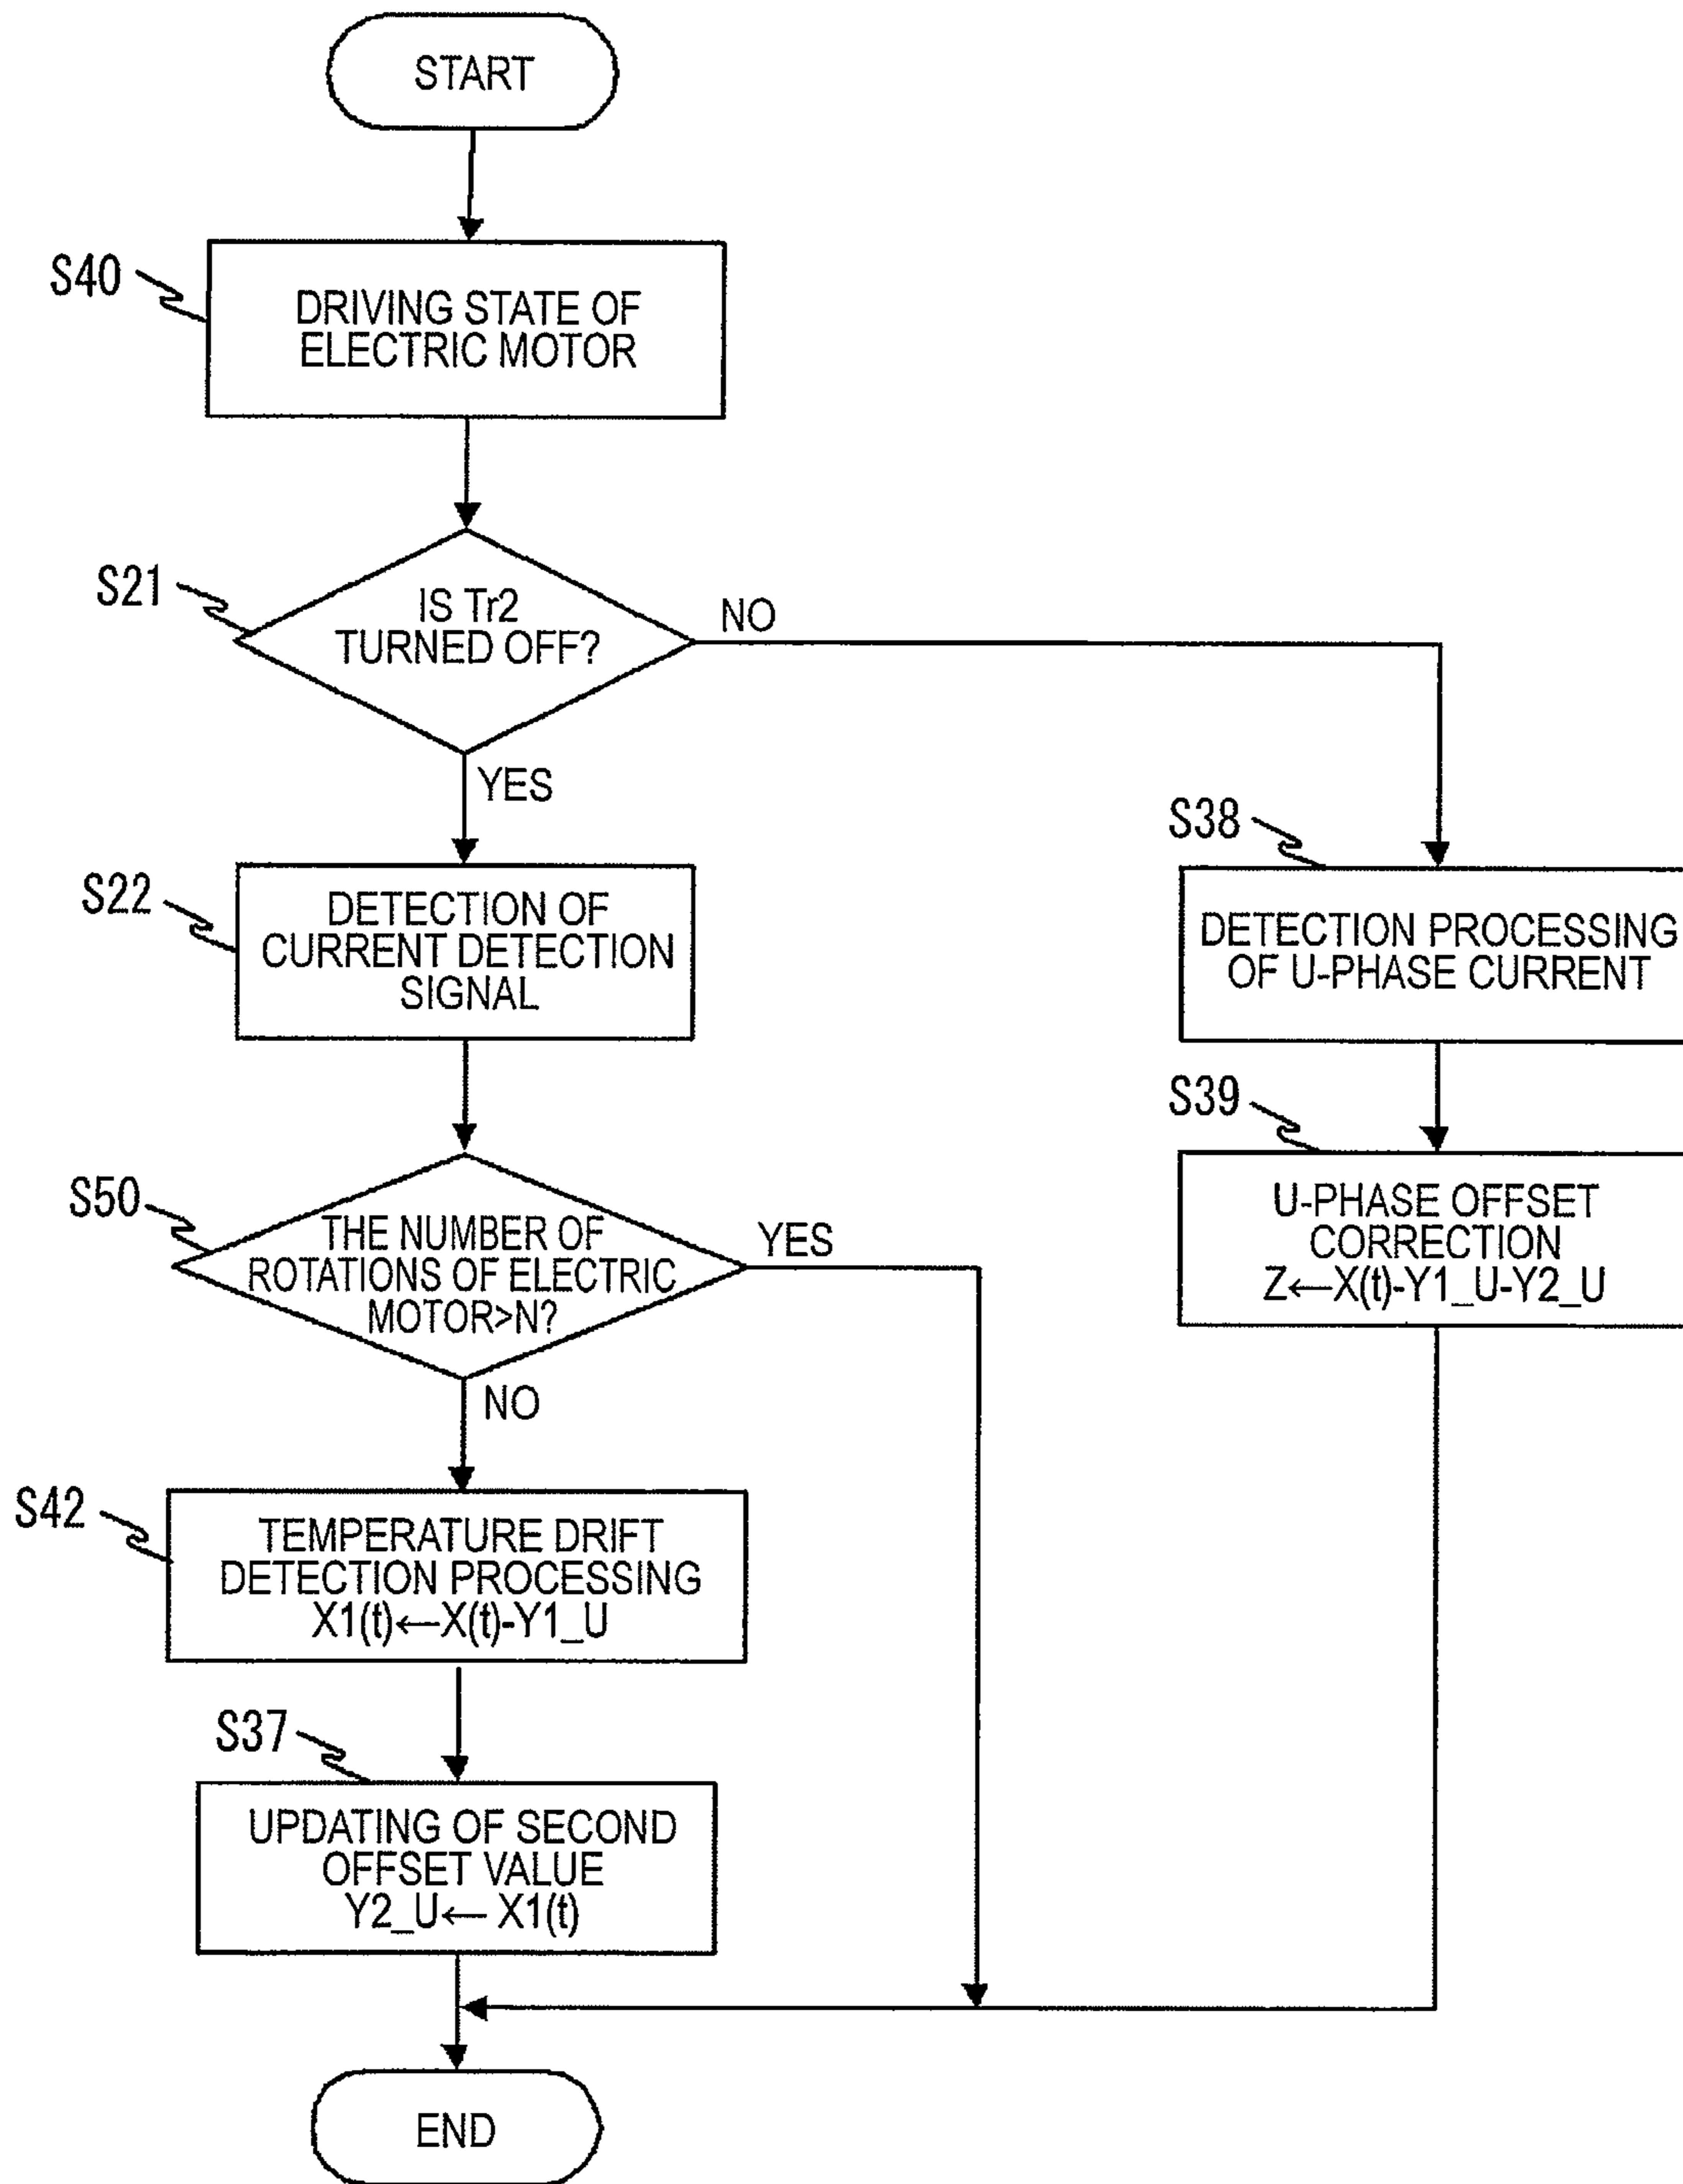 START
S40
DRIVING STATE OF
ELECTRIC MOTOR
S21
IS Tr2
TURNED OFF?
NO
YES
S22
DETECTION OF
CURRENT DETECTION
SIGNAL
S38
DETECTION PROCESSING
OF U-PHASE CURRENT
S39
U-PHASE OFFSET
CORRECTION
Z←X(t)-Y1_U-Y2_U
S50
THE NUMBER OF
ROTATIONS OF ELECTRIC
MOTOR>N?
YES
NO
S42
TEMPERATURE DRIFT
DETECTION PROCESSING
X1(t)←X(t)-Y1_U
S37
UPDATING OF SECOND
OFFSET VALUE
Y2_U← X1(t)
END